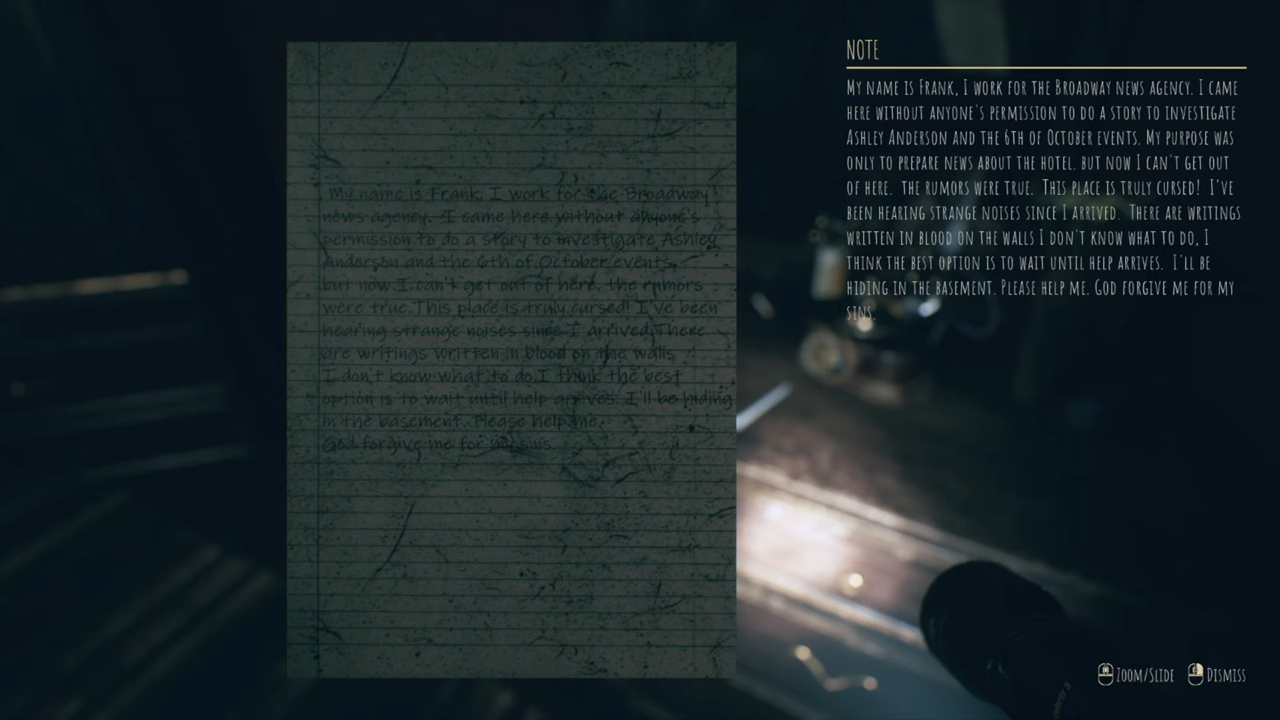 My name is Frank, I work for the Broadway
news agency. I came here without anyone's
permission to do a story to investigate Ashley
Anderson and the 6th of October events.
but now I can't get out of here. the rumors
were true.This place is truly cursed! I've been
hearing strange noises since I arrived.There
are writings written in blood on the walls
I don't know what to do,I think the best
option is to wait until help arrives. I'll be hiding
in the basement. Please help me.
God forgive me for my sins.
NOTE
My name is Frank, I work for the Broadway news agency. I came
here without anyone's permission to do a story to investigate
Ashley Anderson and the 6th of October events. My purpose was
only to prepare news about the hotel. but now I can't get out
of here. the rumors were true. This place is truly cursed! I've
been hearing strange noises since I arrived. There are writings
written in blood on the walls I don't know what to do, I
think the best option is to wait until help arrives. I'll be
hiding in the basement. Please help me. God forgive me for my
sins.
Zoom/Slide
Dismiss